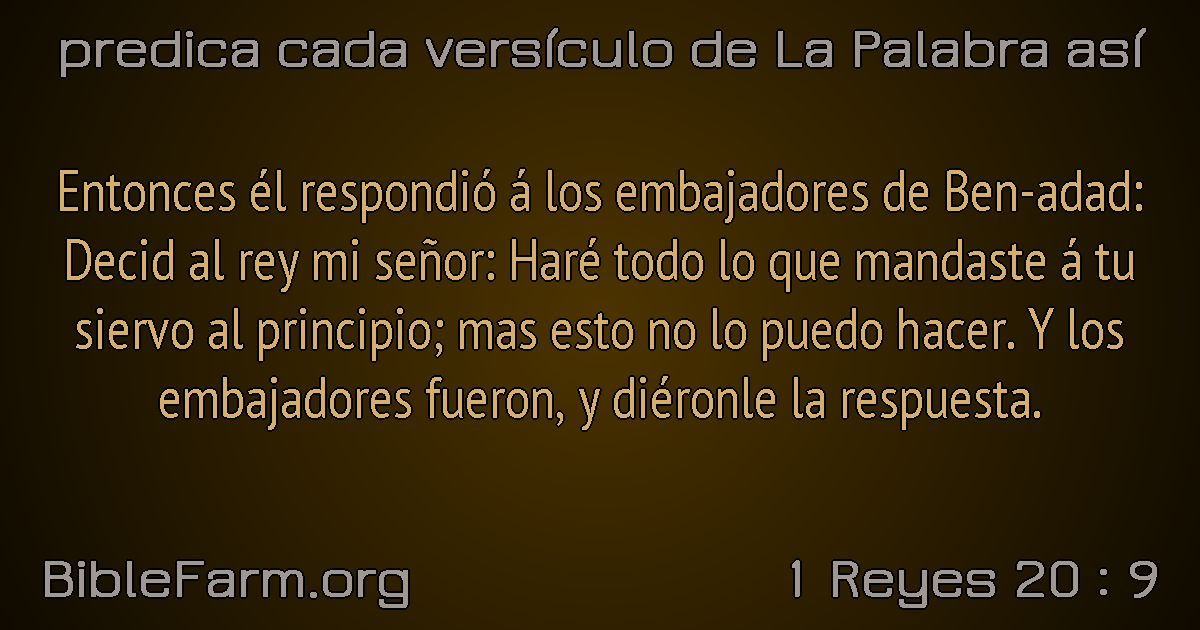 predica cada versículo de La Palabra así
Entonces él respondió á los embajadores de Ben-adad:
Decid al rey mi señor: Haré todo lo que mandaste á tu
siervo al principio; mas esto no lo puedo hacer. Y los
embajadores fueron, y diéronle la respuesta.
BibleFarm.org
1 Reyes 20 : 9